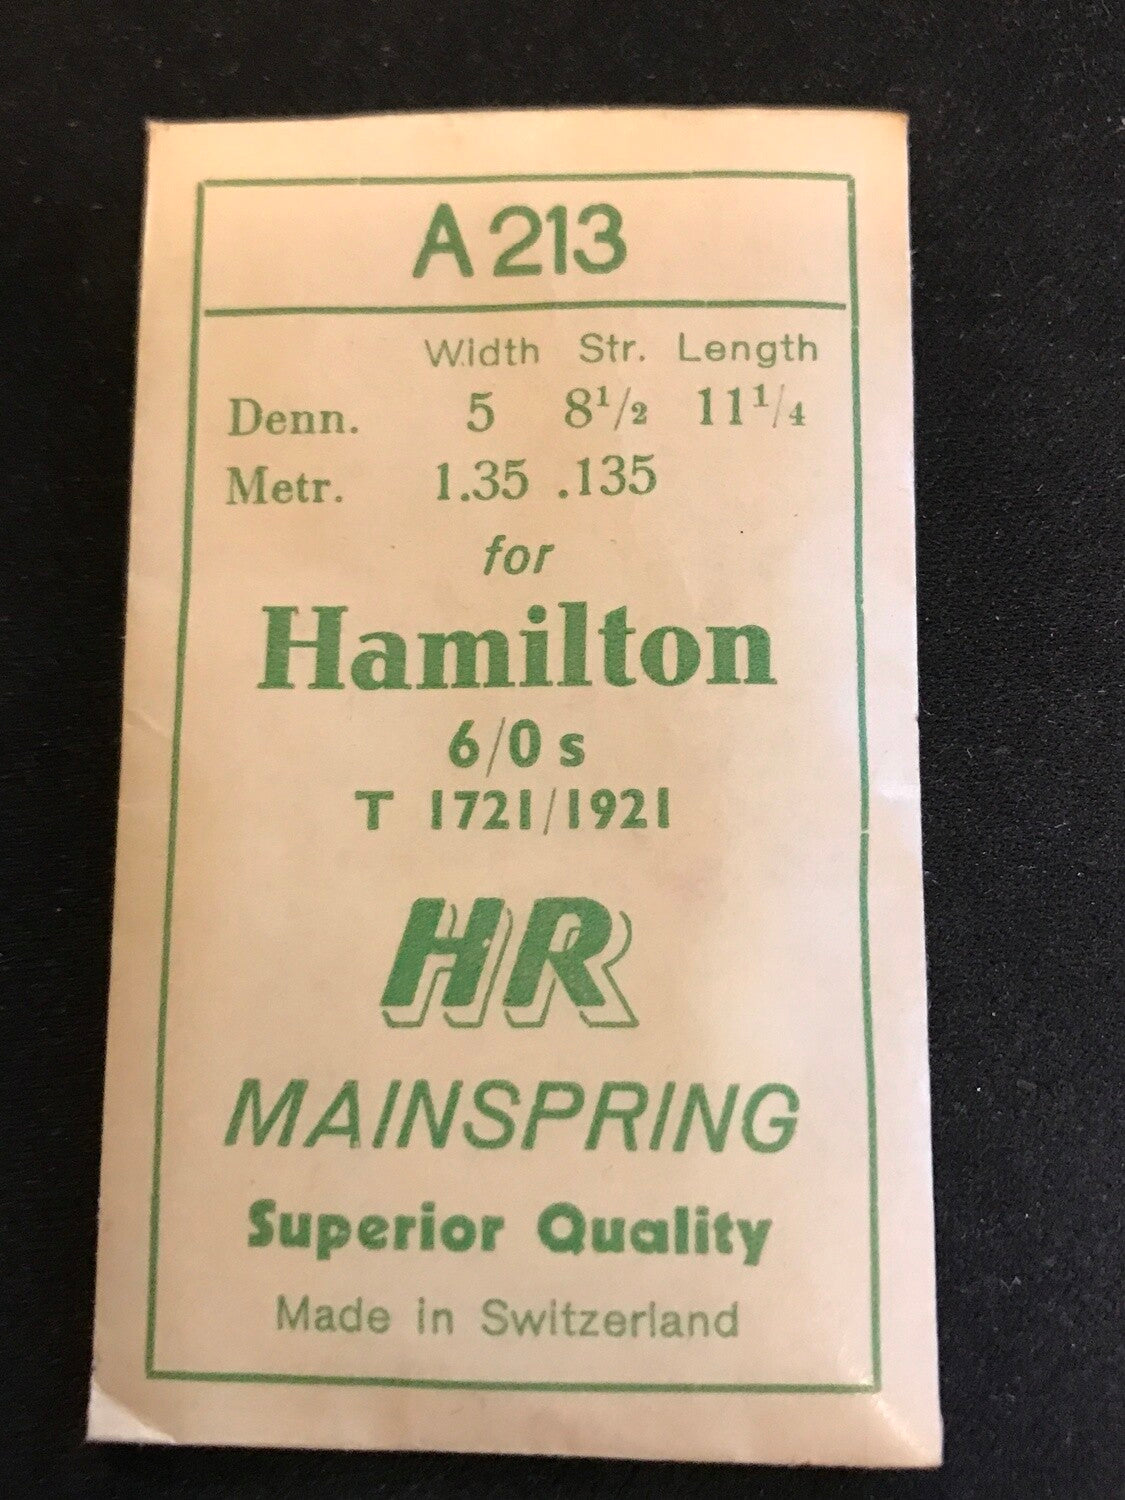 A213
Width Str. Length
Denn. 5 8 1/2 11 1/4
Metr. 1.35 .135
for
Hamilton
6/0 s
T 1721/1921
HR
MAINSPRING
Superior Quality
Made in Switzerland